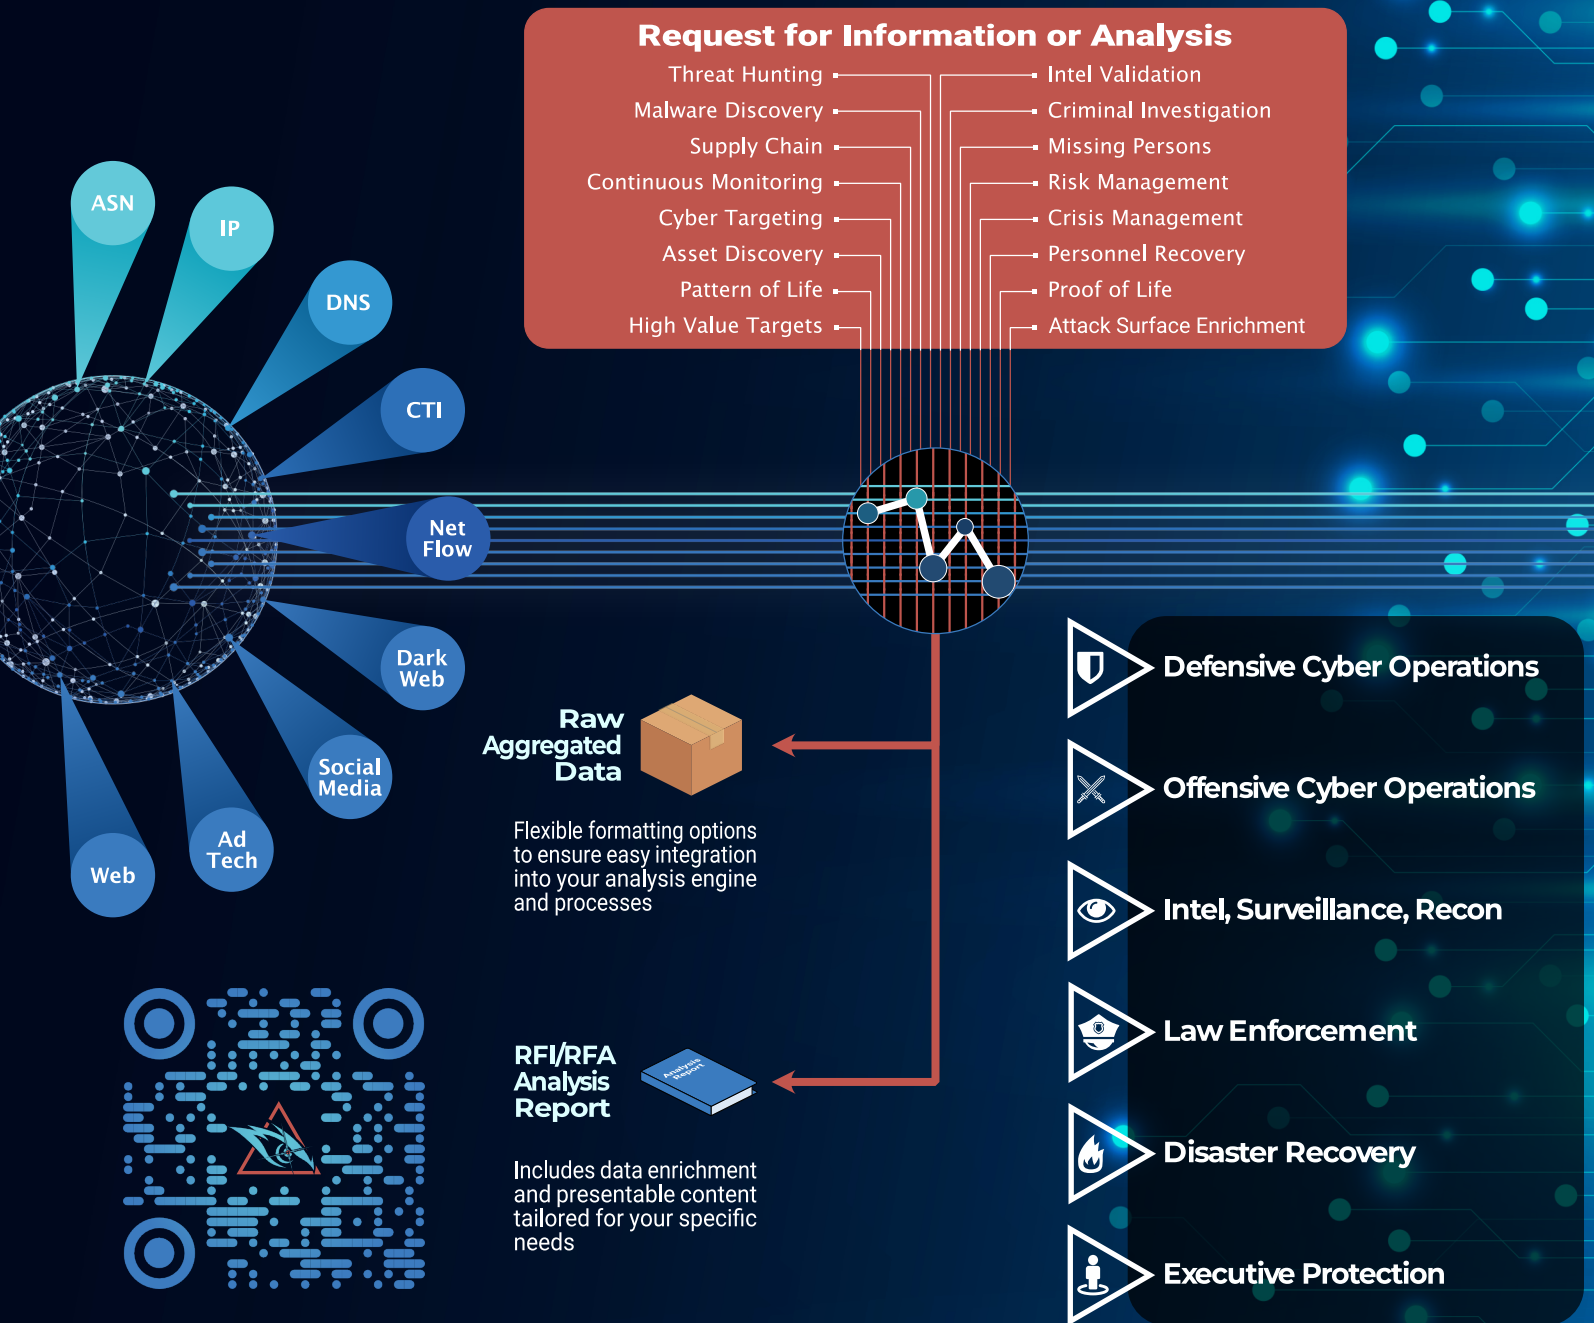 Request for Information or Analysis
Threat Hunting
Malware Discovery
Supply Chain
Continuous Monitoring
Cyber Targeting
Asset Discovery
Pattern of Life
High Value Targets
Intel Validation
Criminal Investigation
Missing Persons
Risk Management
Crisis Management
Personnel Recovery
Proof of Life
Attack Surface Enrichment
ASN
IP
DNS
CTI
Net
Flow
Dark
Web
Social
Media
Ad
Tech
Web
Raw
Aggregated
Data
Flexible formatting options
to ensure easy integration
into your analysis engine
and processes
RFI/RFA
Analysis
Report
Analysis
Report
Includes data enrichment
and presentable content
tailored for your specific
needs
Defensive Cyber Operations
Offensive Cyber Operations
Intel, Surveillance, Recon
Law Enforcement
Disaster Recovery
Executive Protection